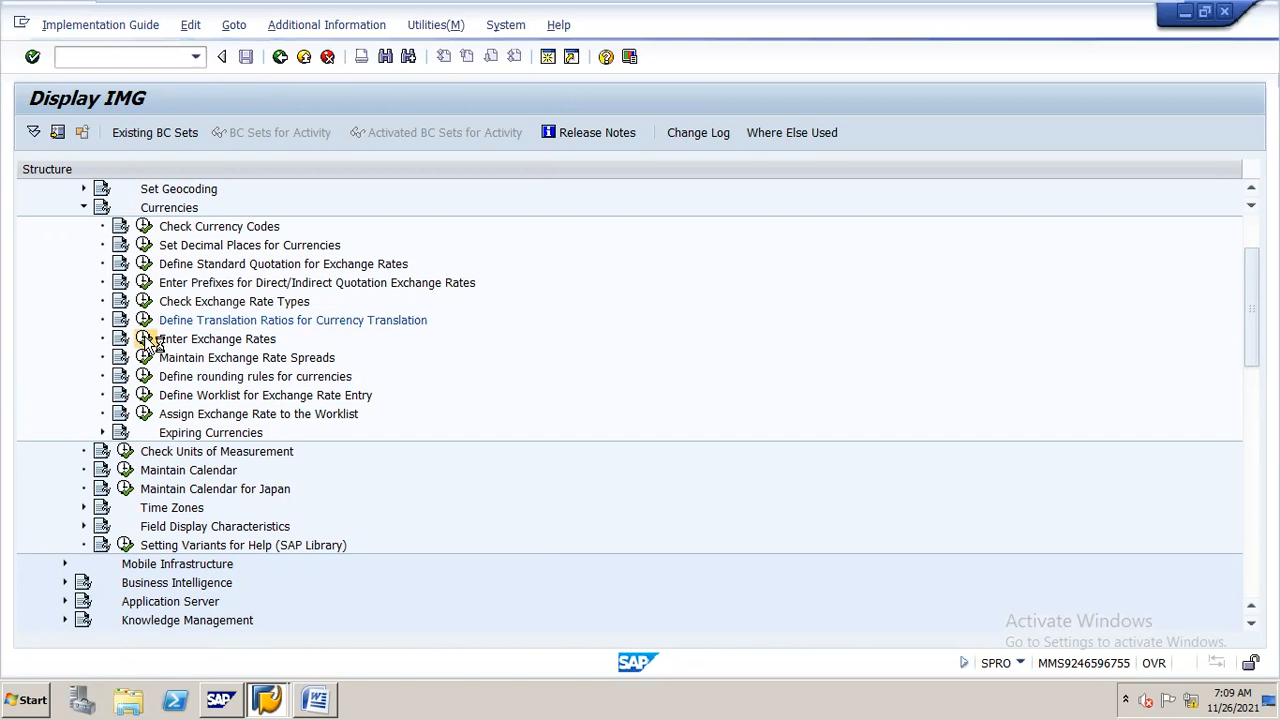 Implementation Guide Edit Goto Additional Information Utilities(M) System Help
Display IMG
Existing BC Sets BC Sets for Activity Activated BC Sets for Activity Release Notes Change Log Where Else Used
Structure
Set Geocoding
Currencies
Check Currency Codes
Set Decimal Places for Currencies
Define Standard Quotation for Exchange Rates
Enter Prefixes for Direct/Indirect Quotation Exchange Rates
Check Exchange Rate Types
Define Translation Ratios for Currency Translation
Enter Exchange Rates
Maintain Exchange Rate Spreads
Define rounding rules for currencies
Define Worklist for Exchange Rate Entry
Assign Exchange Rate to the Worklist
Expiring Currencies
Check Units of Measurement
Maintain Calendar
Maintain Calendar for Japan
Time Zones
Field Display Characteristics
Setting Variants for Help (SAP Library)
Mobile Infrastructure
Business Intelligence
Application Server
Knowledge Management
Activate Windows
Go to Settings to activate Windows.
SAP SPRO MMS9246596755 OVR
Start SAP 7:09 AM
11/26/2021